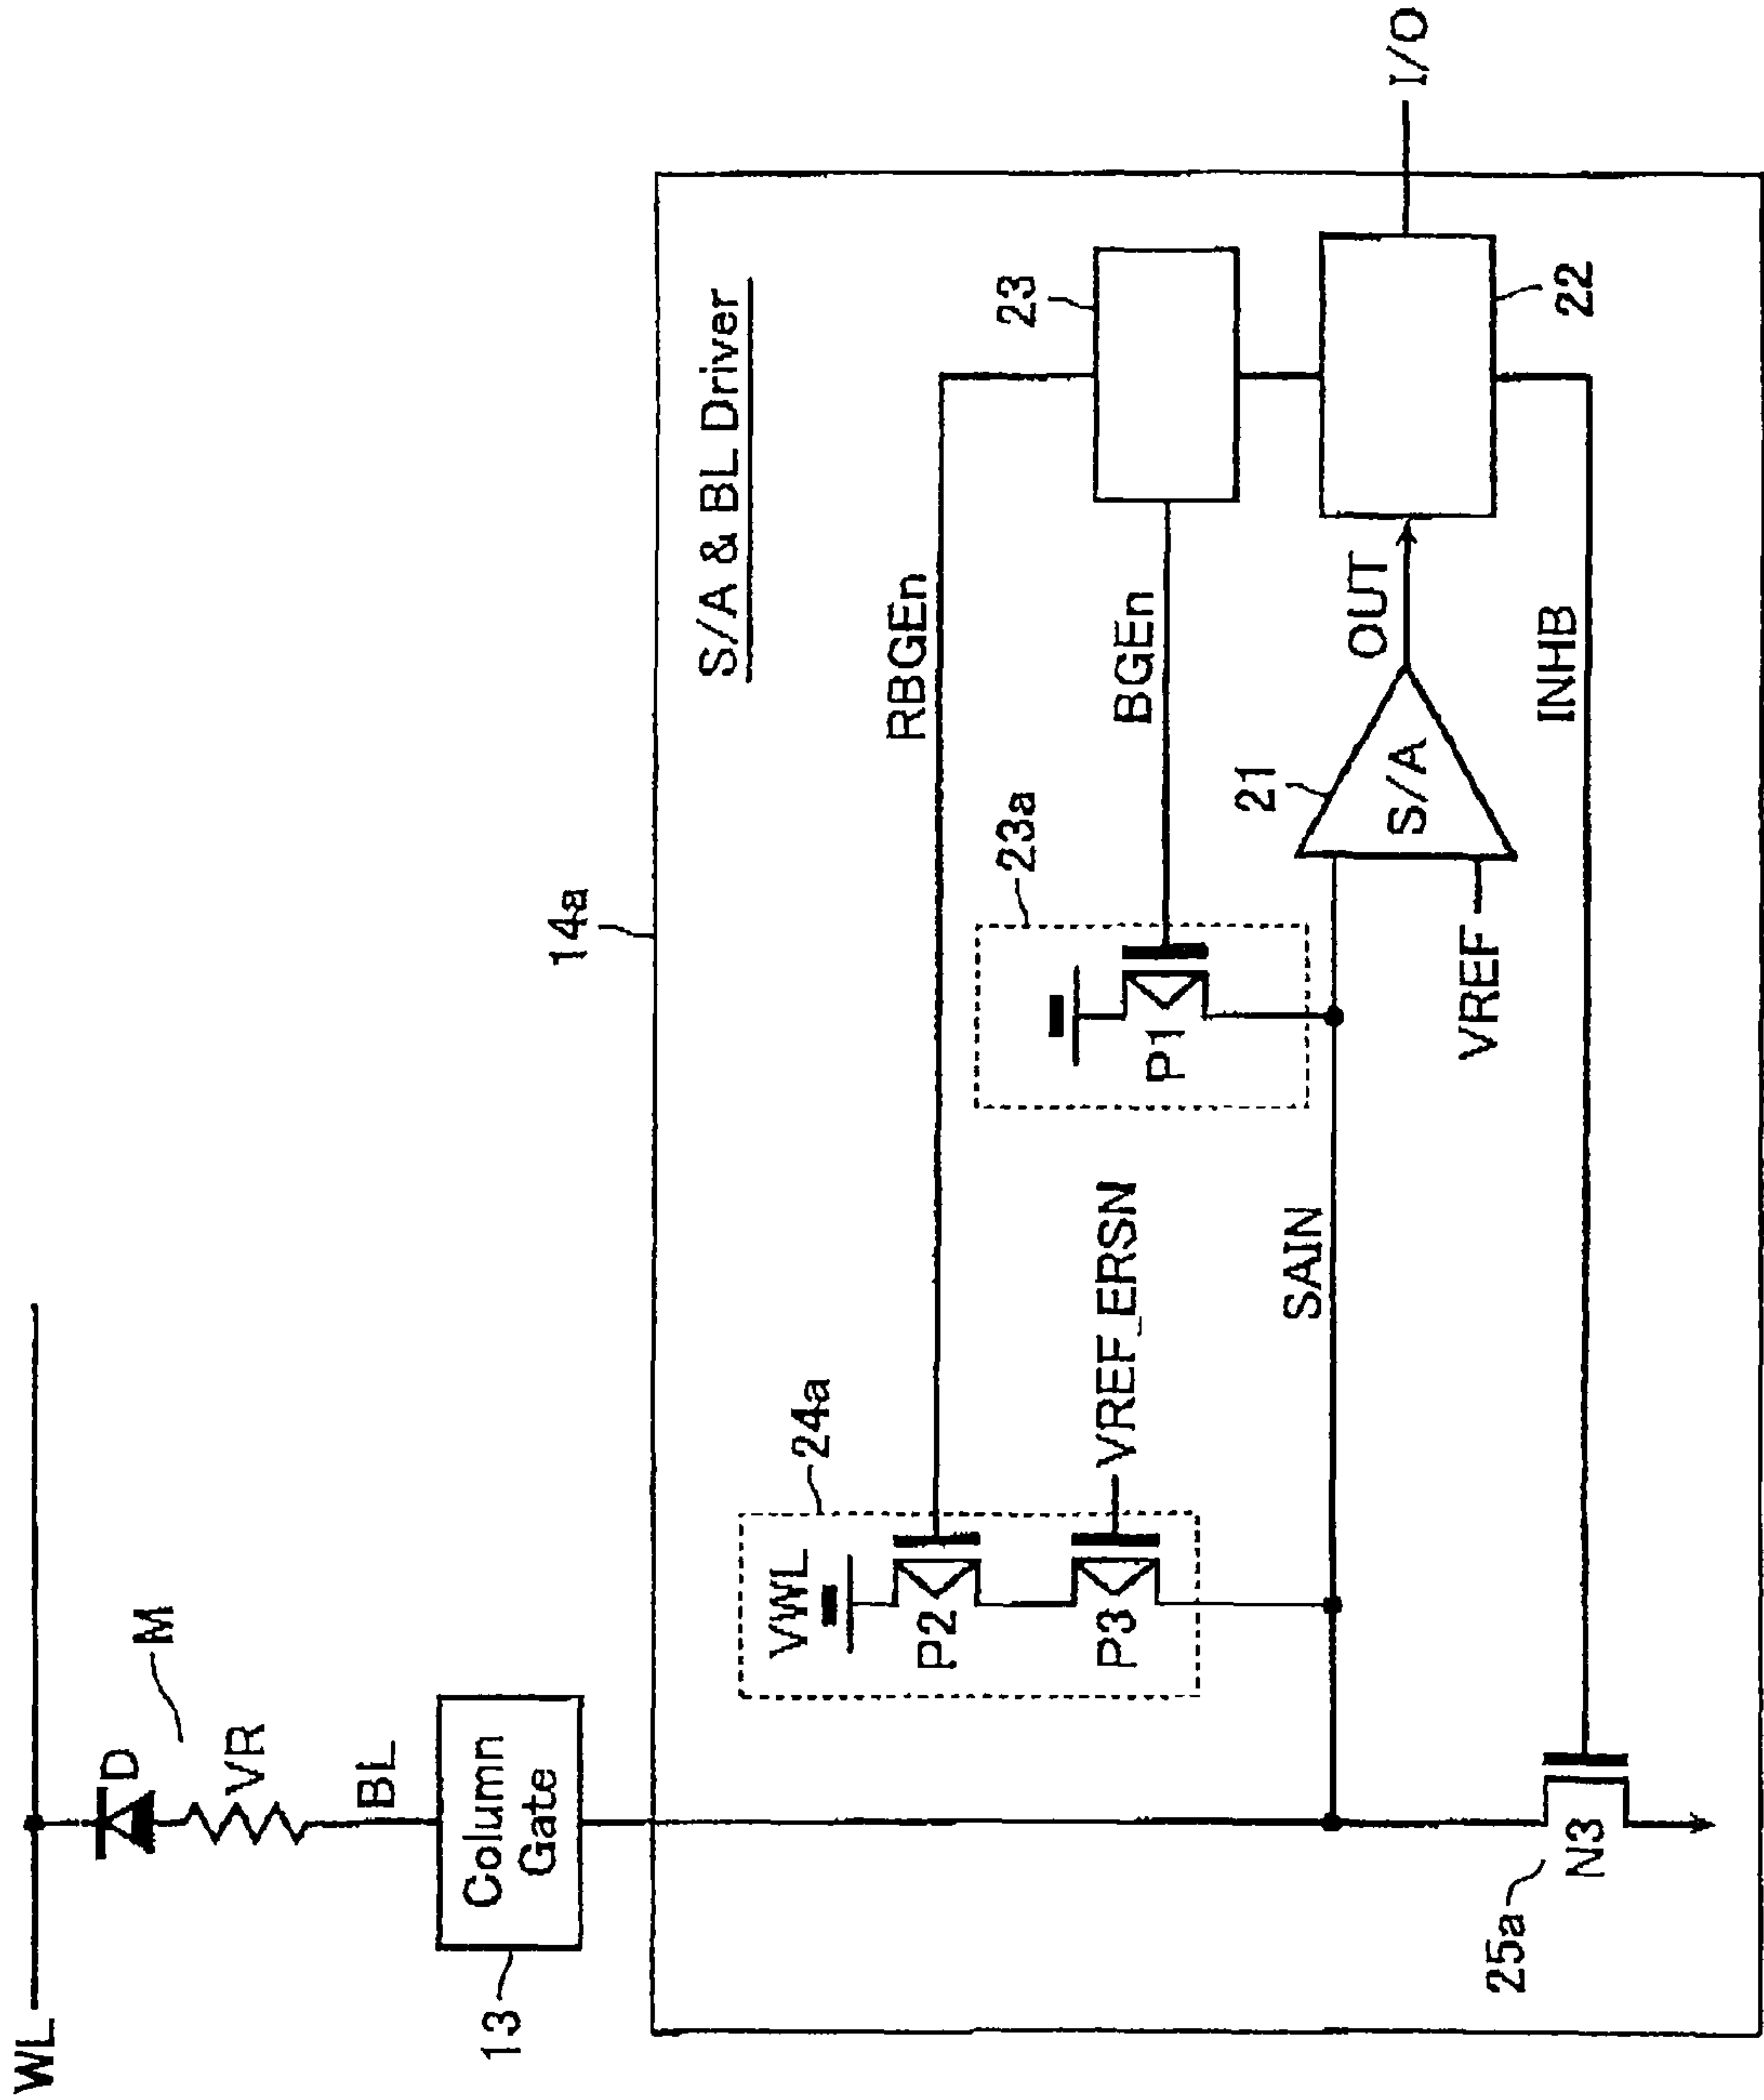 WL
D
M
VR
BL
Column
Gate
13
14a
S/A & BL Driver
RBGEn
23
24a
VWL
P2
P3
VREF_ERSN
23a
P1
BGEn
SAIN
21
S/A
VREF
OUT
22
I/O
INHB
25a
N3